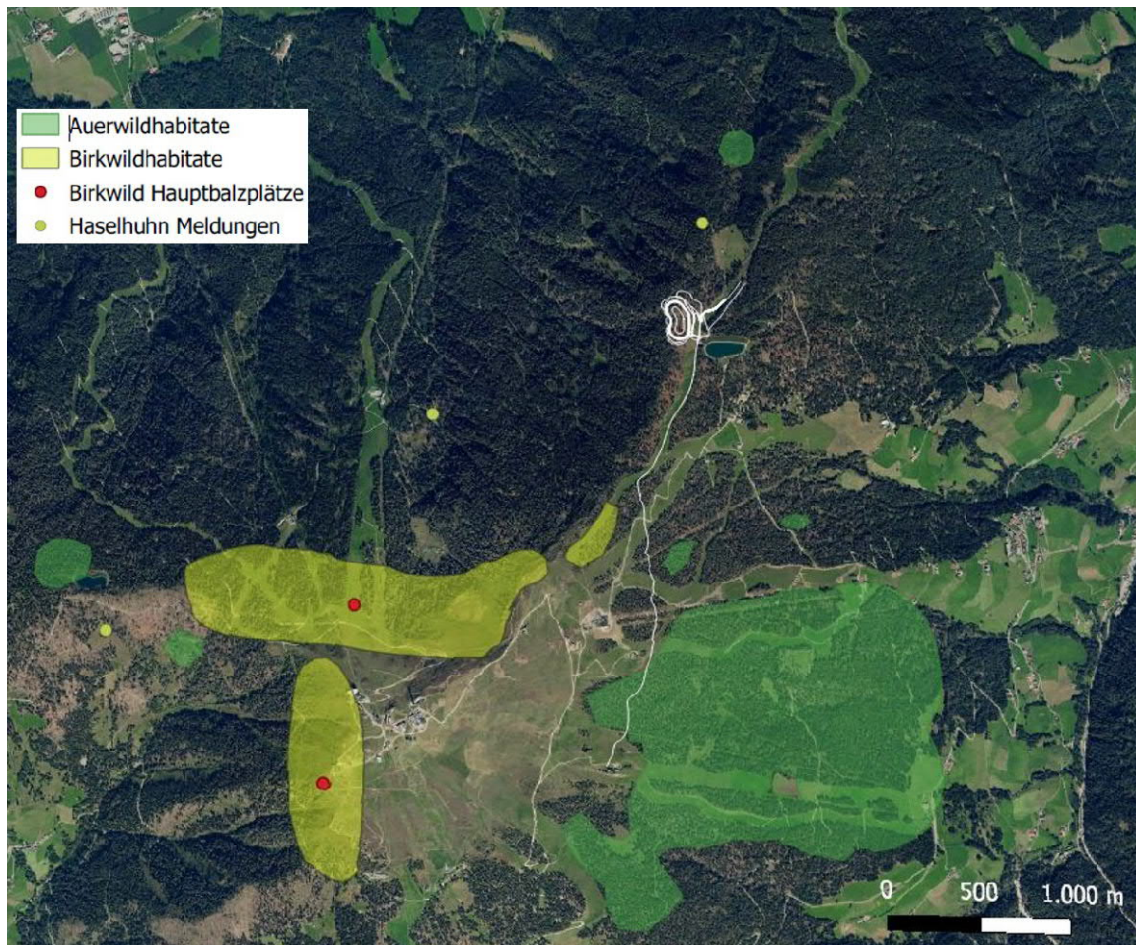 Auerwildhabitate
Birkwildhabitate
Birkwild Hauptbalzplätze
Haselhuhn Meldungen
0 500 1.000 m